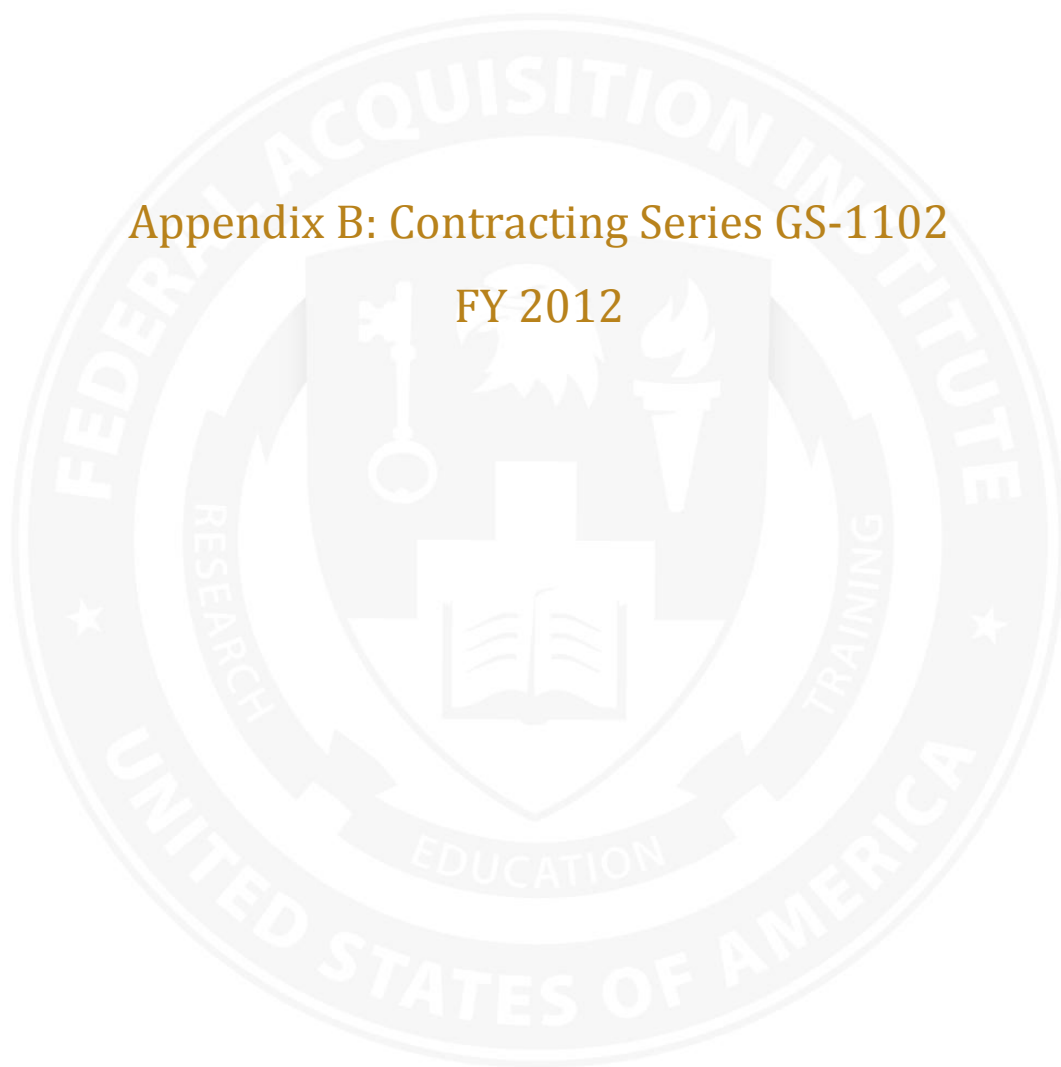 Appendix B: Contracting Series GS-1102
FY 2012
FEDERAL ACQUISITION INSTITUTE
RESEARCH
TRAINING
EDUCATION
UNITED STATES OF AMERICA